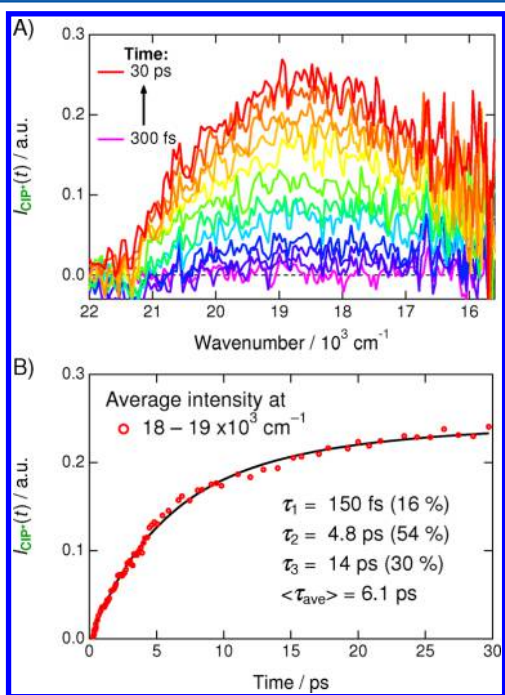 A)
0.3
0.2
0.1
0.0
I_CIP*(t) / a.u.
Time:
30 ps
300 fs
22 21 20 19 18 17 16
Wavenumber / 10³ cm⁻¹
B)
0.3
0.2
0.1
0.0
I_CIP*(t) / a.u.
Average intensity at
18 – 19 x10³ cm⁻¹
τ₁ = 150 fs (16 %)
τ₂ = 4.8 ps (54 %)
τ₃ = 14 ps (30 %)
<τ_ave> = 6.1 ps
0 5 10 15 20 25 30
Time / ps